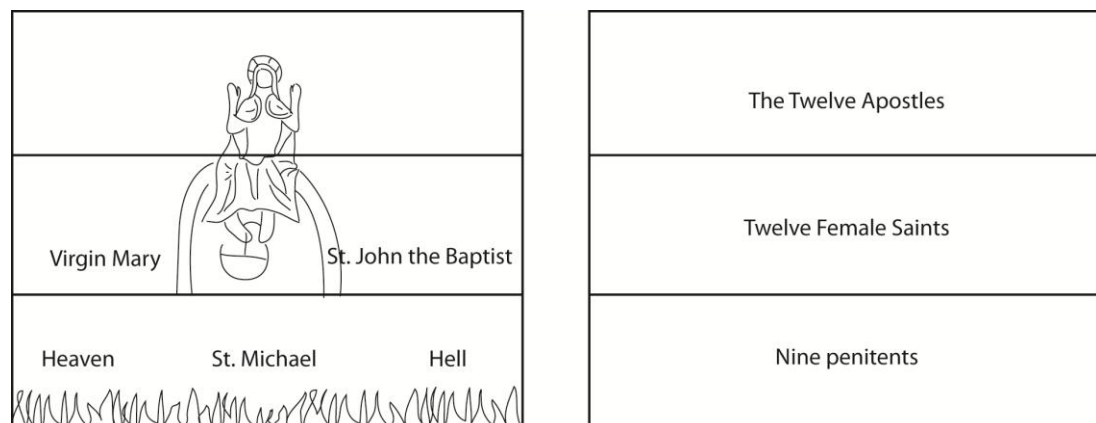 Virgin Mary
St. John the Baptist
Heaven
St. Michael
Hell
The Twelve Apostles
Twelve Female Saints
Nine penitents